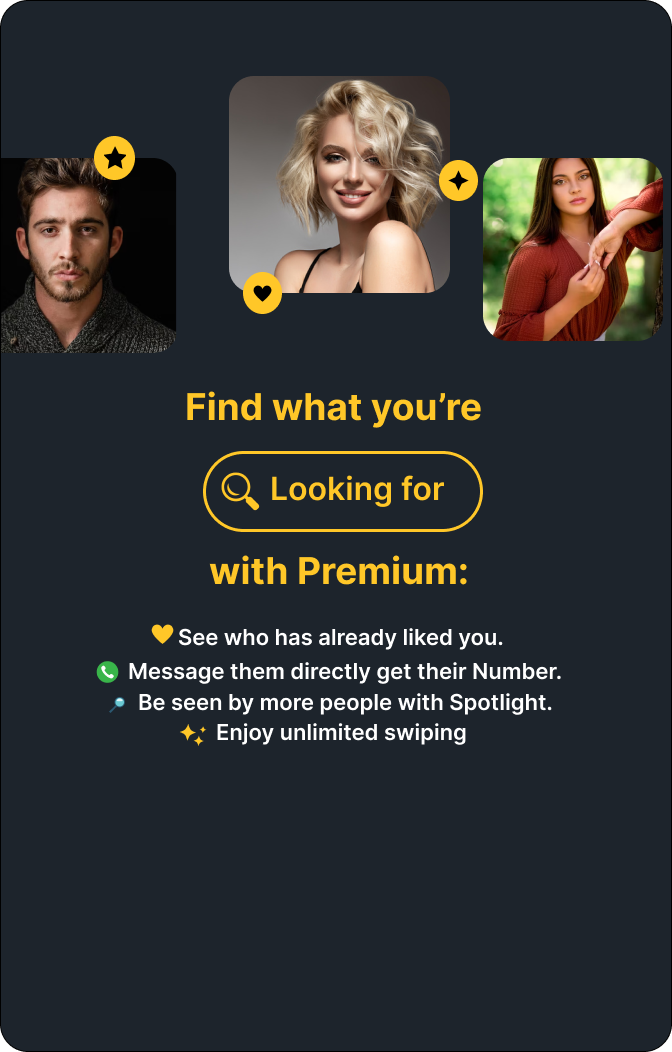 Find what you’re
Looking for
with Premium:
See who has already liked you.
Message them directly get their Number.
Be seen by more people with Spotlight.
Enjoy unlimited swiping